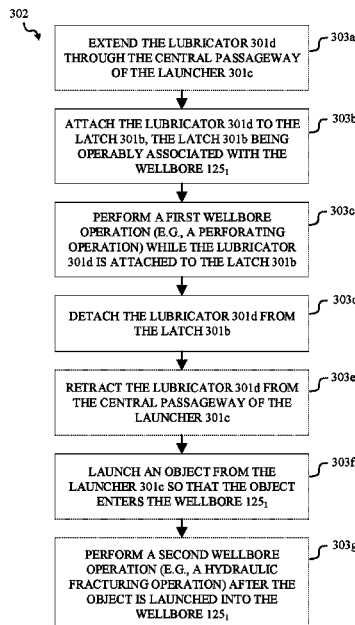 302
EXTEND THE LUBRICATOR 301d
THROUGH THE CENTRAL PASSAGEWAY
OF THE LAUNCHER 301c
303a
ATTACH THE LUBRICATOR 301d TO THE
LATCH 301b, THE LATCH 301b BEING
OPERABLY ASSOCIATED WITH THE
WELLBORE 125₁
303b
PERFORM A FIRST WELLBORE
OPERATION (E.G., A PERFORATING
OPERATION) WHILE THE LUBRICATOR
301d IS ATTACHED TO THE LATCH 301b
303c
DETACH THE LUBRICATOR 301d FROM
THE LATCH 301b
303d
RETRACT THE LUBRICATOR 301d FROM
THE CENTRAL PASSAGEWAY OF THE
LAUNCHER 301c
303e
LAUNCH AN OBJECT FROM THE
LAUNCHER 301c SO THAT THE OBJECT
ENTERS THE WELLBORE 125₁
303f
PERFORM A SECOND WELLBORE
OPERATION (E.G., A HYDRAULIC
FRACTURING OPERATION) AFTER THE
OBJECT IS LAUNCHED INTO THE
WELLBORE 125₁
303g